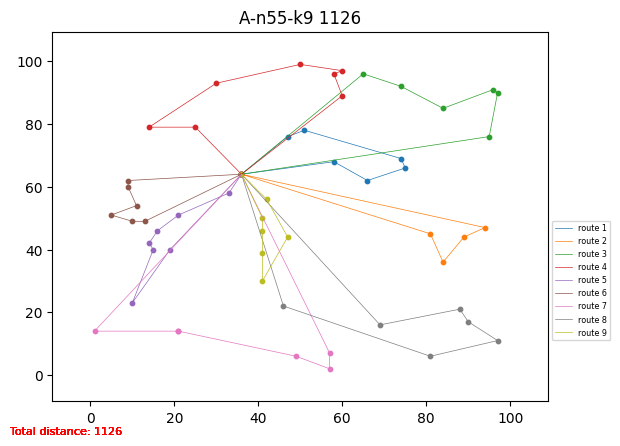 A-n55-k9 1126
100
80
60
40
20
0
0 20 40 60 80 100
route 1
route 2
route 3
route 4
route 5
route 6
route 7
route 8
route 9
Total distance: 1126